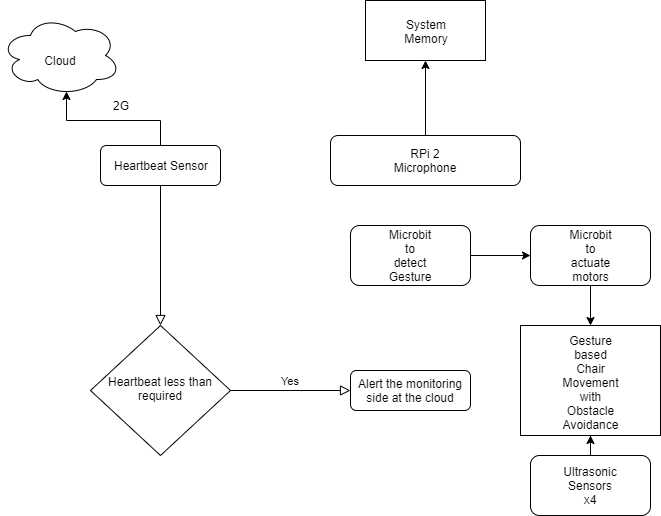 Cloud
2G
Heartbeat Sensor
Heartbeat less than
required
Yes
Alert the monitoring
side at the cloud
System
Memory
RPi 2
Microphone
Microbit
to
detect
Gesture
Microbit
to
actuate
motors
Gesture
based
Chair
Movement
with
Obstacle
Avoidance
Ultrasonic
Sensors
x4